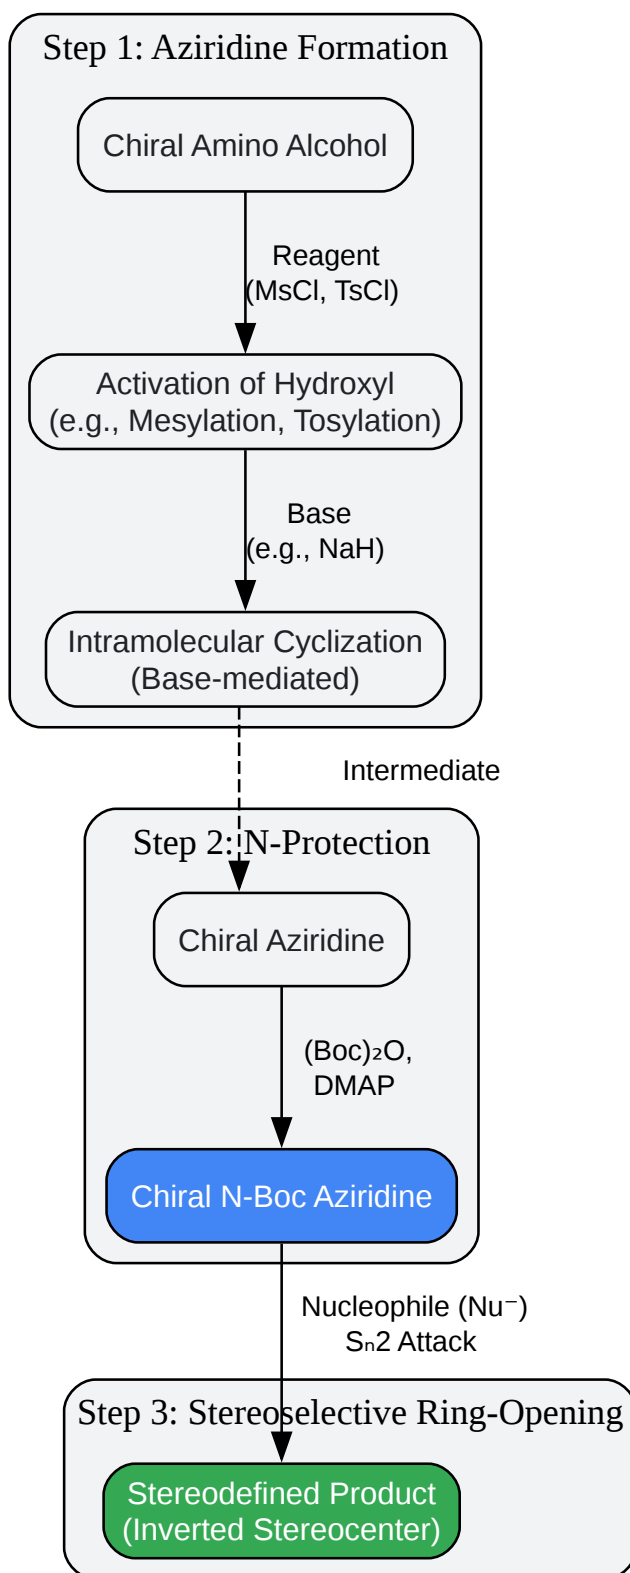 Step 1: Aziridine Formation
Chiral Amino Alcohol
Reagent
(MsCl, TsCl)
Activation of Hydroxyl
(e.g., Mesylation, Tosylation)
Base
(e.g., NaH)
Intramolecular Cyclization
(Base-mediated)
Intermediate
Step 2: N-Protection
Chiral Aziridine
(Boc)₂O,
DMAP
Chiral N-Boc Aziridine
Nucleophile (Nu⁻)
Sₙ2 Attack
Step 3: Stereoselective Ring-Opening
Stereodefined Product
(Inverted Stereocenter)